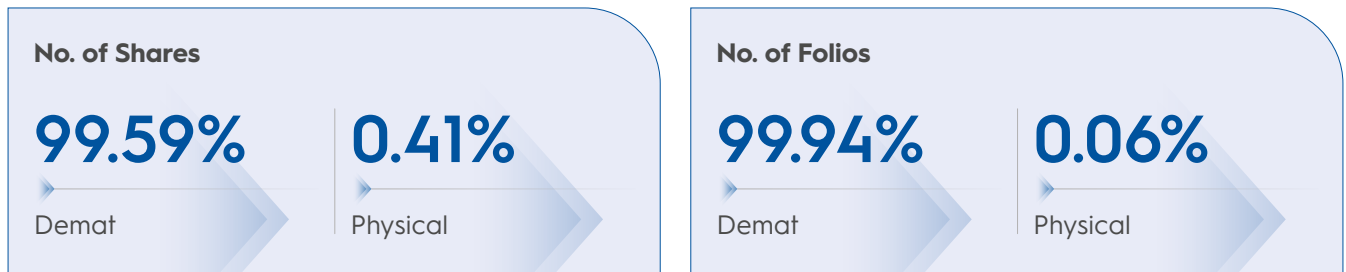 No. of Shares
99.59%
Demat
0.41%
Physical
No. of Folios
99.94%
Demat
0.06%
Physical